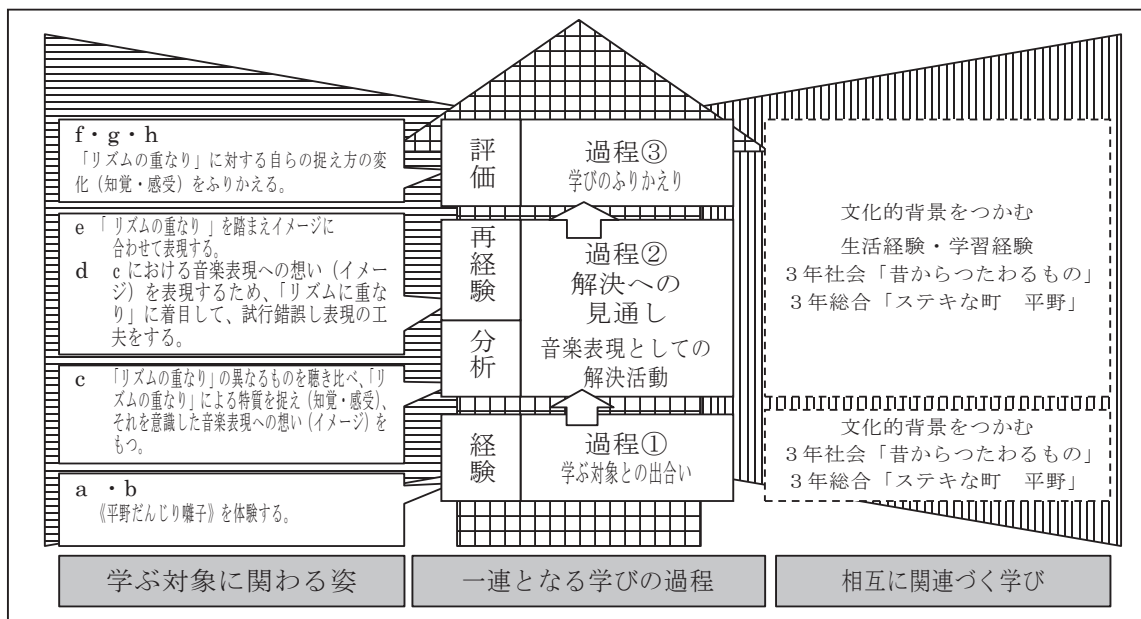 f・g・h
「リズムの重なり」に対する自らの捉え方の変
化（知覚・感受）をふりかえる。
e 「 リズムの重なり 」を踏まえイメージに
合わせて表現する。
d c における音楽表現への想い（イメー
ジ）を表現するため、「リズムに重な
り」に着目して、試行錯誤し表現の工
夫をする。
c 「リズムの重なり」の異なるものを聴き比べ、「リ
ズムの重なり」による特質を捉え（知覚・感受）、
それを意識した音楽表現への想い（イメージ）を
もつ。
a ・b
《平野だんじり囃子》を体験する。
学ぶ対象に関わる姿
評価
過程③
学びのふりかえり
再経験
分析
過程②
解決への
見通し
音楽表現としての
解決活動
経験
過程①
学ぶ対象との出合い
一連となる学びの過程
文化的背景をつかむ
生活経験・学習経験
３年社会「昔からつたわるもの」
３年総合「ステキな町　平野」
文化的背景をつかむ
３年社会「昔からつたわるもの」
３年総合「ステキな町　平野」
相互に関連づく学び